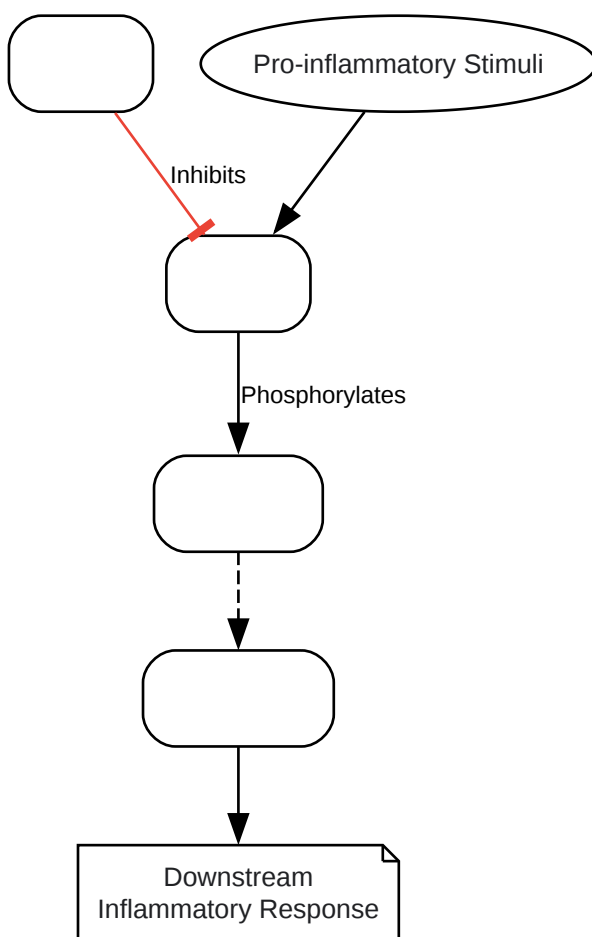 Pro-inflammatory Stimuli
Inhibits
Phosphorylates
Downstream
Inflammatory Response